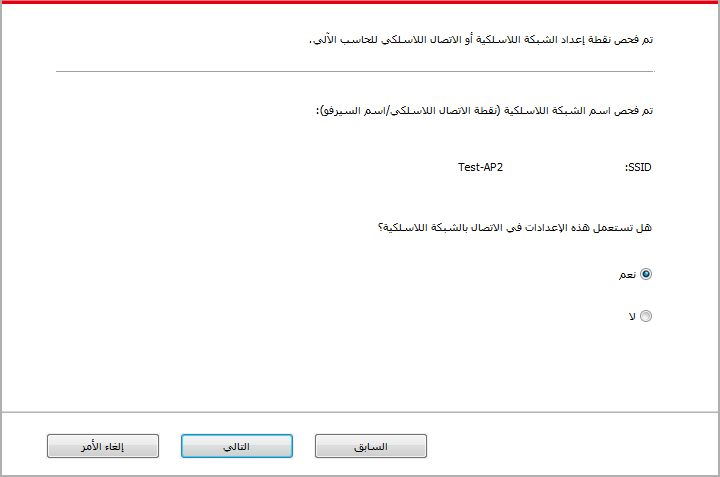 تم فحص نقطة إعداد الشبكة اللاسلكية أو الاتصال اللاسلكي للحاسب الآلي.
تم فحص اسم الشبكة اللاسلكية (نقطة الاتصال اللاسلكي/اسم السيرفو):
SSID: Test-AP2
هل تستعمل هذه الإعدادات في الاتصال بالشبكة اللاسلكية؟
نعم
لا
السابق التالي إلغاء الأمر